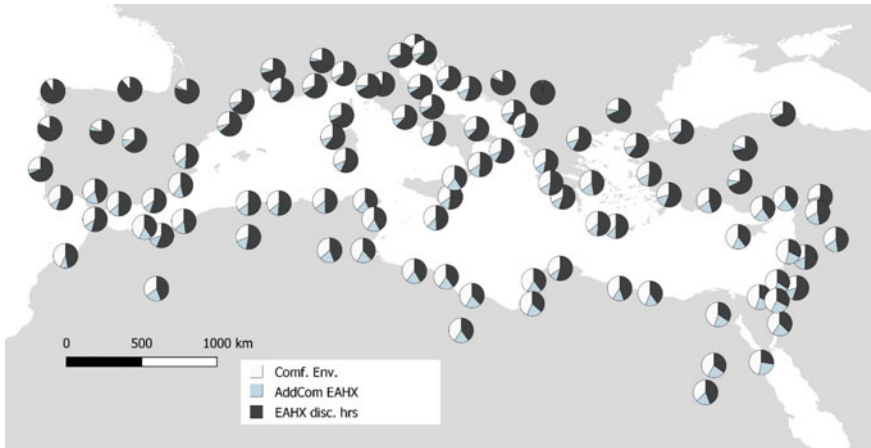 0 500 1000 km
Comf. Env.
AddCom EAHX
EAHX disc. hrs